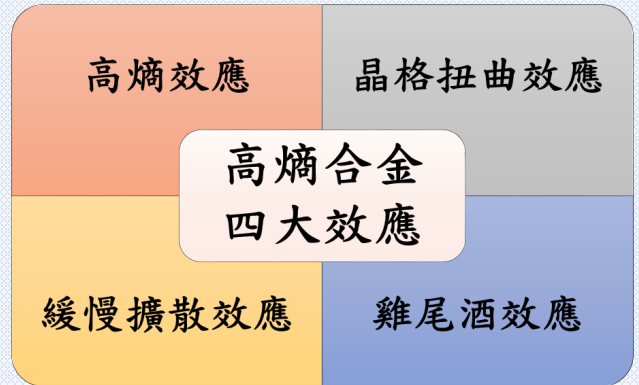 高熵效應
晶格扭曲效應
高熵合金
四大效應
緩慢擴散效應
雞尾酒效應